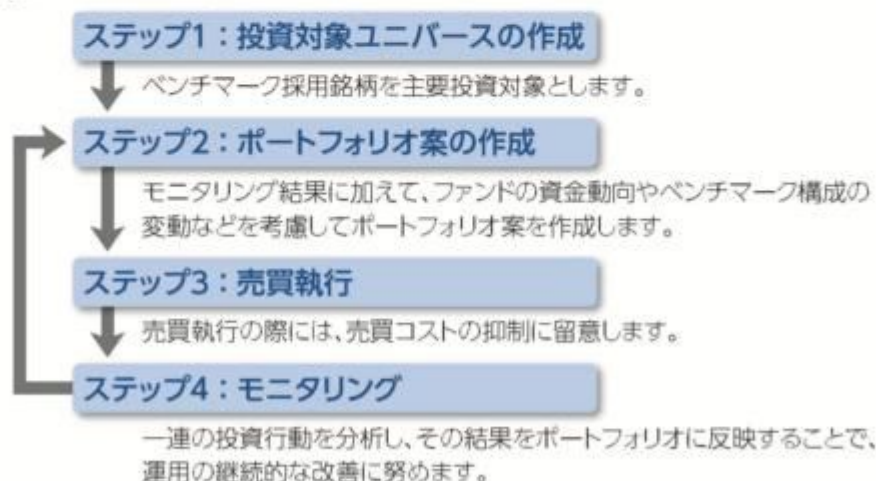 ステップ1：投資対象ユニバースの作成
ベンチマーク採用銘柄を主要投資対象とします。
ステップ2：ポートフォリオ案の作成
モニタリング結果に加えて、ファンドの資金動向やベンチマーク構成の
変動などを考慮してポートフォリオ案を作成します。
ステップ3：売買執行
売買執行の際には、売買コストの抑制に留意します。
ステップ4：モニタリング
一連の投資行動を分析し、その結果をポートフォリオに反映することで、
運用の継続的な改善に努めます。